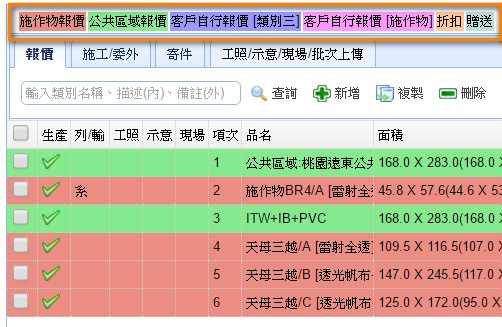 施作物報價 公共區域報價 客戶自行報價 [類別三] 客戶自行報價 [施作物] 折扣 贈送
報價 施工/委外 寄件 工照/示意/現場/批次上傳
輸入類別名稱、描述(內)、備註(外) 查詢 新增 複製 刪除
生產 列/輸 工照 示意 現場 項次 品名 面積
1 公共區域:桃園遠東公共 168.0 X 283.0(168.0 X
2 系 施作物BR4/A [雷射全透 45.8 X 57.6(44.6 X 53
3 ITW+IB+PVC 168.0 X 283.0(168.0 X
4 天母三越/A [雷射全透] 109.5 X 116.5(107.0 X
5 天母三越/B [透光帆布 147.0 X 245.5(117.0 X
6 天母三越/C [透光帆布 125.0 X 172.0(95.0 X